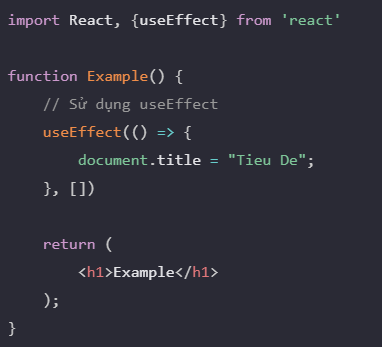 import React, {useEffect} from 'react'

function Example() {
    // Sử dụng useEffect
    useEffect(() => {
        document.title = "Tieu De";
    }, [])

    return (
        <h1>Example</h1>
    );
}